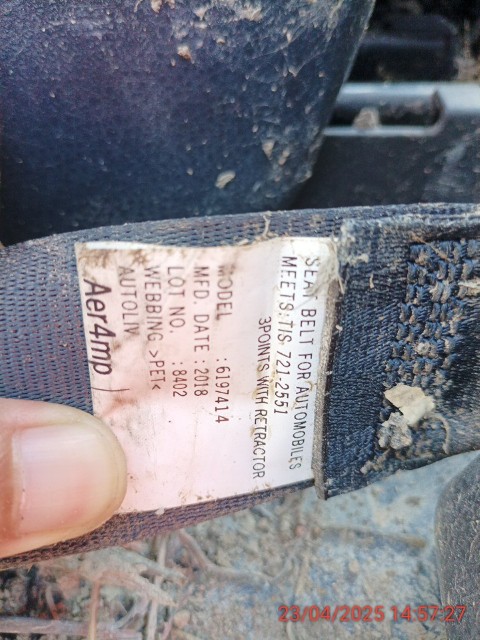 SEAT BELT FOR AUTOMOBILES
MEETS:TIS 721-2551
3POINTS WITH RETRACTOR
MODEL : 6197414
MFD. DATE : 2018
LOT NO. : 8402
WEBBING >PET<
AUTOLIV
Aer4mp
23/04/2025 14:57:27